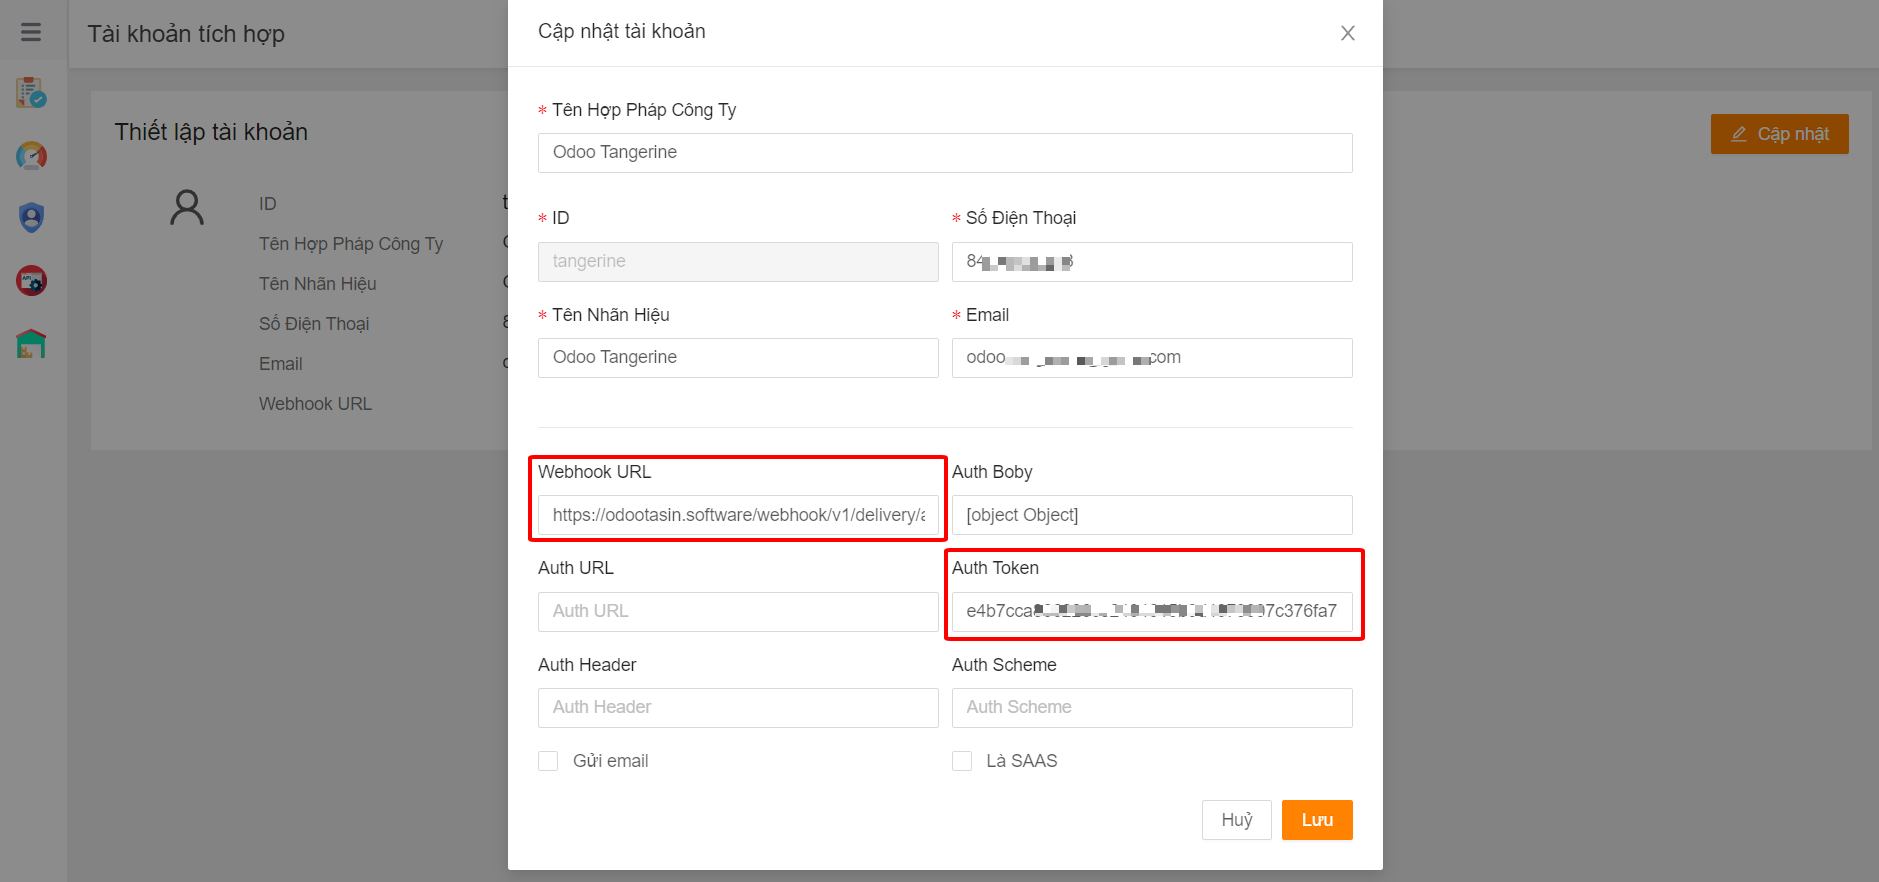 Tài khoản tích hợp
Thiết lập tài khoản
Cập nhật
ID
Tên Hợp Pháp Công Ty
Tên Nhãn Hiệu
Số Điện Thoại
Email
Webhook URL
Cập nhật tài khoản
* Tên Hợp Pháp Công Ty
Odoo Tangerine
* ID
* Số Điện Thoại
tangerine
84
* Tên Nhãn Hiệu
* Email
Odoo Tangerine
odoo com
Webhook URL
Auth Boby
https://odootasin.software/webhook/v1/delivery/a
[object Object]
Auth URL
Auth Token
Auth URL
e4b7cca 7c376fa7
Auth Header
Auth Scheme
Auth Header
Auth Scheme
Gửi email
Là SAAS
Huỷ
Lưu